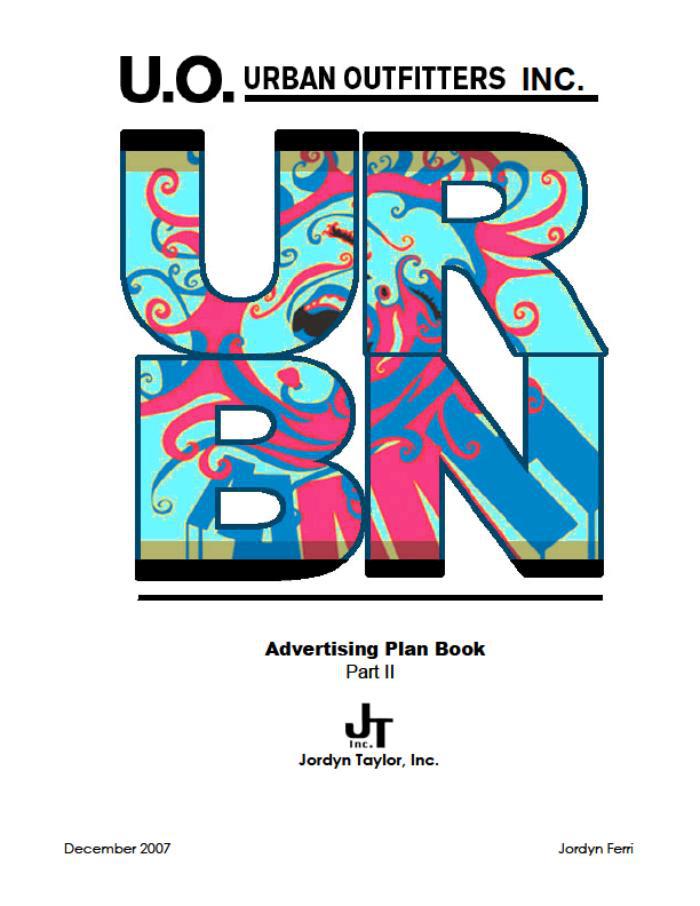 U.O. URBAN OUTFITTERS INC.
UR
BN
Advertising Plan Book
Part II
JT
Inc.
Jordyn Taylor, Inc.
December 2007 Jordyn Ferri